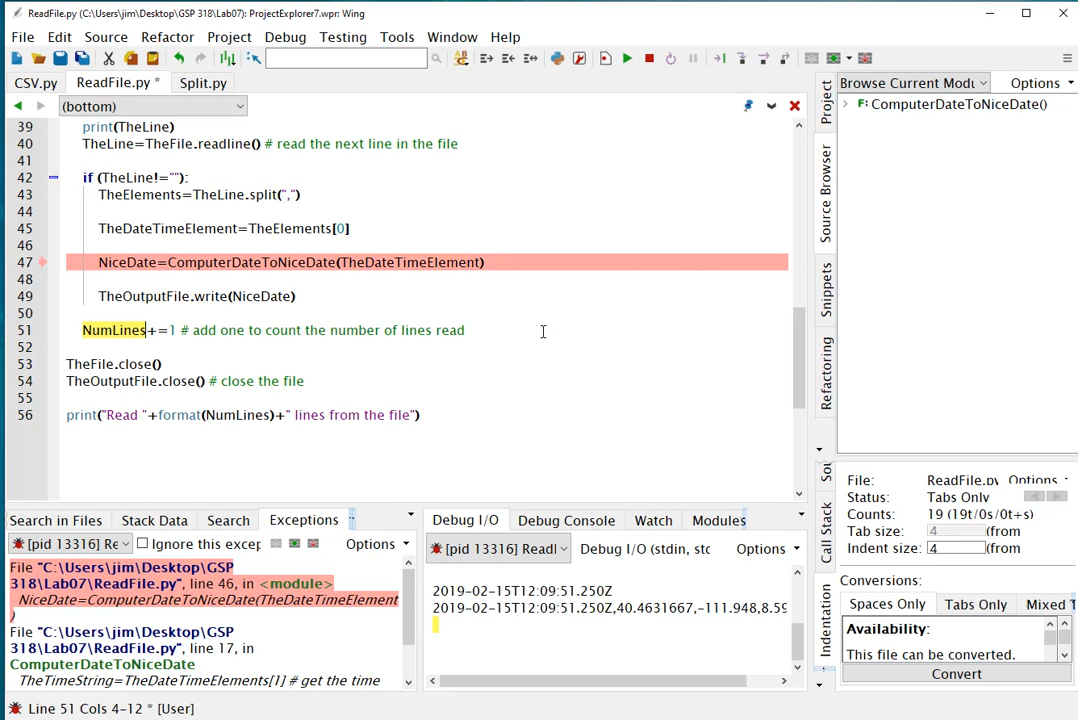 ReadFile.py (C:\Users\jim\Desktop\GSP 318\Lab07): ProjectExplorer7.wpr: Wing
File Edit Source Refactor Project Debug Testing Tools Window Help
CSV.py ReadFile.py * Split.py
(bottom)
39 print(TheLine)
40 TheLine=TheFile.readline() # read the next line in the file
41
42 if (TheLine!=""):
43 TheElements=TheLine.split(",")
44
45 TheDateTimeElement=TheElements[0]
46
47 NiceDate=ComputerDateToNiceDate(TheDateTimeElement)
48
49 TheOutputFile.write(NiceDate)
50
51 NumLines+=1 # add one to count the number of lines read
52
53 TheFile.close()
54 TheOutputFile.close() # close the file
55
56 print("Read "+format(NumLines)+" lines from the file")
Browse Current Mod Options
F: ComputerDateToNiceDate()
Project
Source Browser
Snippets
Refactoring
Sou
Call Stack
Indentation
File: ReadFile.py Options
Status: Tabs Only
Counts: 19 (19t/0s/0t+s)
Tab size: 4 (from
Indent size: 4 (from
Conversions:
Spaces Only Tabs Only Mixed T
Availability:
This file can be converted.
Convert
Search in Files Stack Data Search Exceptions
[pid 13316] Re Ignore this excep Options
File "C:\Users\jim\Desktop\GSP
318\Lab07\ReadFile.py", line 46, in <module>
NiceDate=ComputerDateToNiceDate(TheDateTimeElement
)
File "C:\Users\jim\Desktop\GSP
318\Lab07\ReadFile.py", line 17, in
ComputerDateToNiceDate
TheTimeString=TheDateTimeElements[1] # get the time
Debug I/O Debug Console Watch Modules
[pid 13316] Readl Debug I/O (stdin, stc Options
2019-02-15T12:09:51.250Z
2019-02-15T12:09:51.250Z,40.4631667,-111.948,8.59
Line 51 Cols 4-12 * [User]